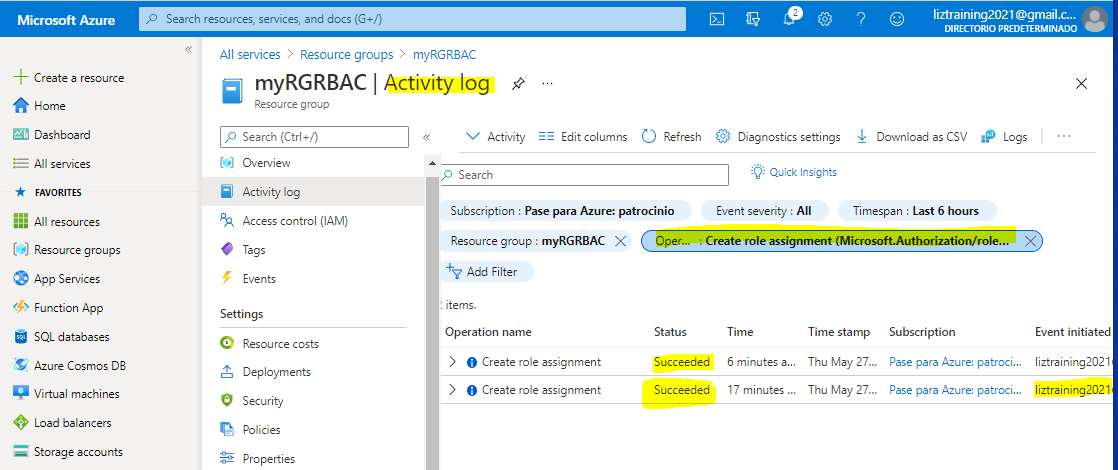 Microsoft Azure
Search resources, services, and docs (G+/)
2
liztraining2021@gmail.c...
DIRECTORIO PREDETERMINADO
«
Create a resource
Home
Dashboard
All services
FAVORITES
All resources
Resource groups
App Services
Function App
SQL databases
Azure Cosmos DB
Virtual machines
Load balancers
Storage accounts
All services > Resource groups > myRGRBAC
myRGRBAC | Activity log
...
Resource group
Search (Ctrl+/)
«
Overview
Activity log
Access control (IAM)
Tags
Events
Settings
Resource costs
Deployments
Security
Policies
Properties
Activity Edit columns Refresh Diagnostics settings Download as CSV Logs ...
Search
Quick Insights
Subscription : Pase para Azure: patrocinio Event severity : All Timespan : Last 6 hours
Resource group : myRGRBAC Oper... : Create role assignment (Microsoft.Authorization/role...
Add Filter
items.
Operation name Status Time Time stamp Subscription Event initiated
Create role assignment Succeeded 6 minutes a... Thu May 27... Pase para Azure: patroci... liztraining2021
Create role assignment Succeeded 17 minutes ... Thu May 27... Pase para Azure: patroci... liztraining2021